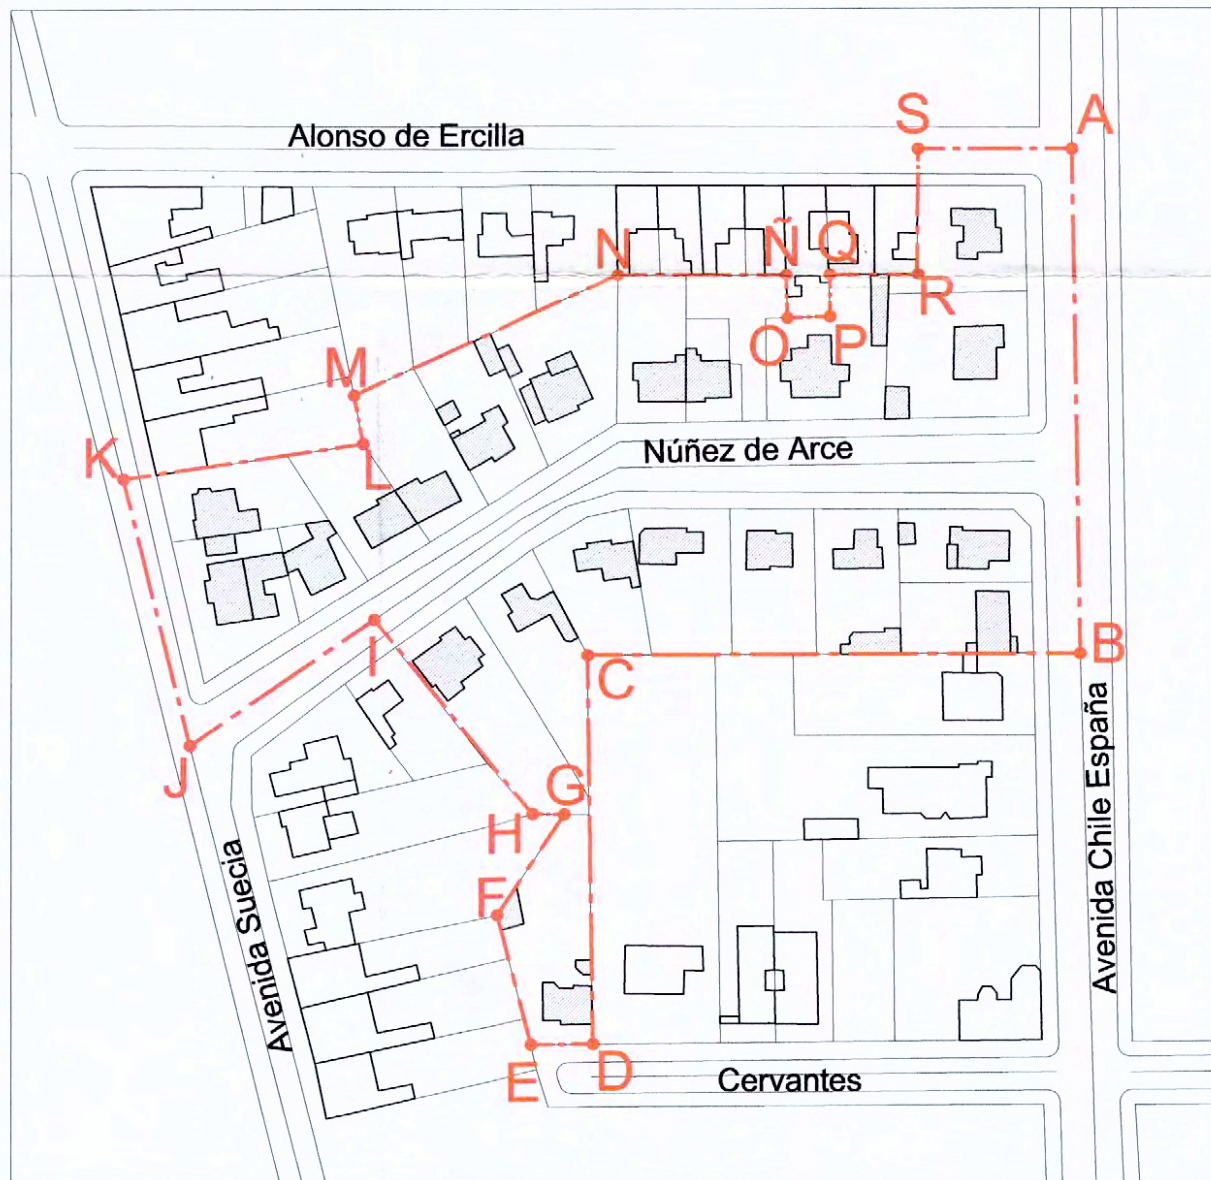 Alonso de Ercilla
S
A
N
Ñ
Q
R
O
P
M
K
L
Núñez de Arce
I
C
B
J
G
H
F
Avenida Suecia
Avenida Chile España
E
D
Cervantes